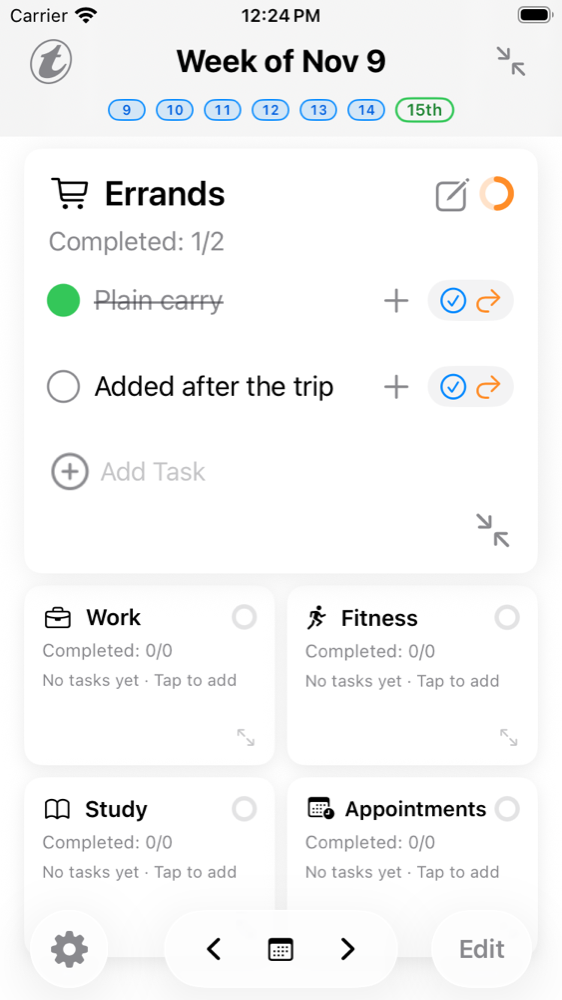 Carrier 12:24 PM
t Week of Nov 9
9 10 11 12 13 14 15th
Errands
Completed: 1/2
Plain carry
Added after the trip
Add Task
Work
Completed: 0/0
No tasks yet · Tap to add
Fitness
Completed: 0/0
No tasks yet · Tap to add
Study
Completed: 0/0
No tasks yet · Tap to add
Appointments
Completed: 0/0
No tasks yet · Tap to add
Edit